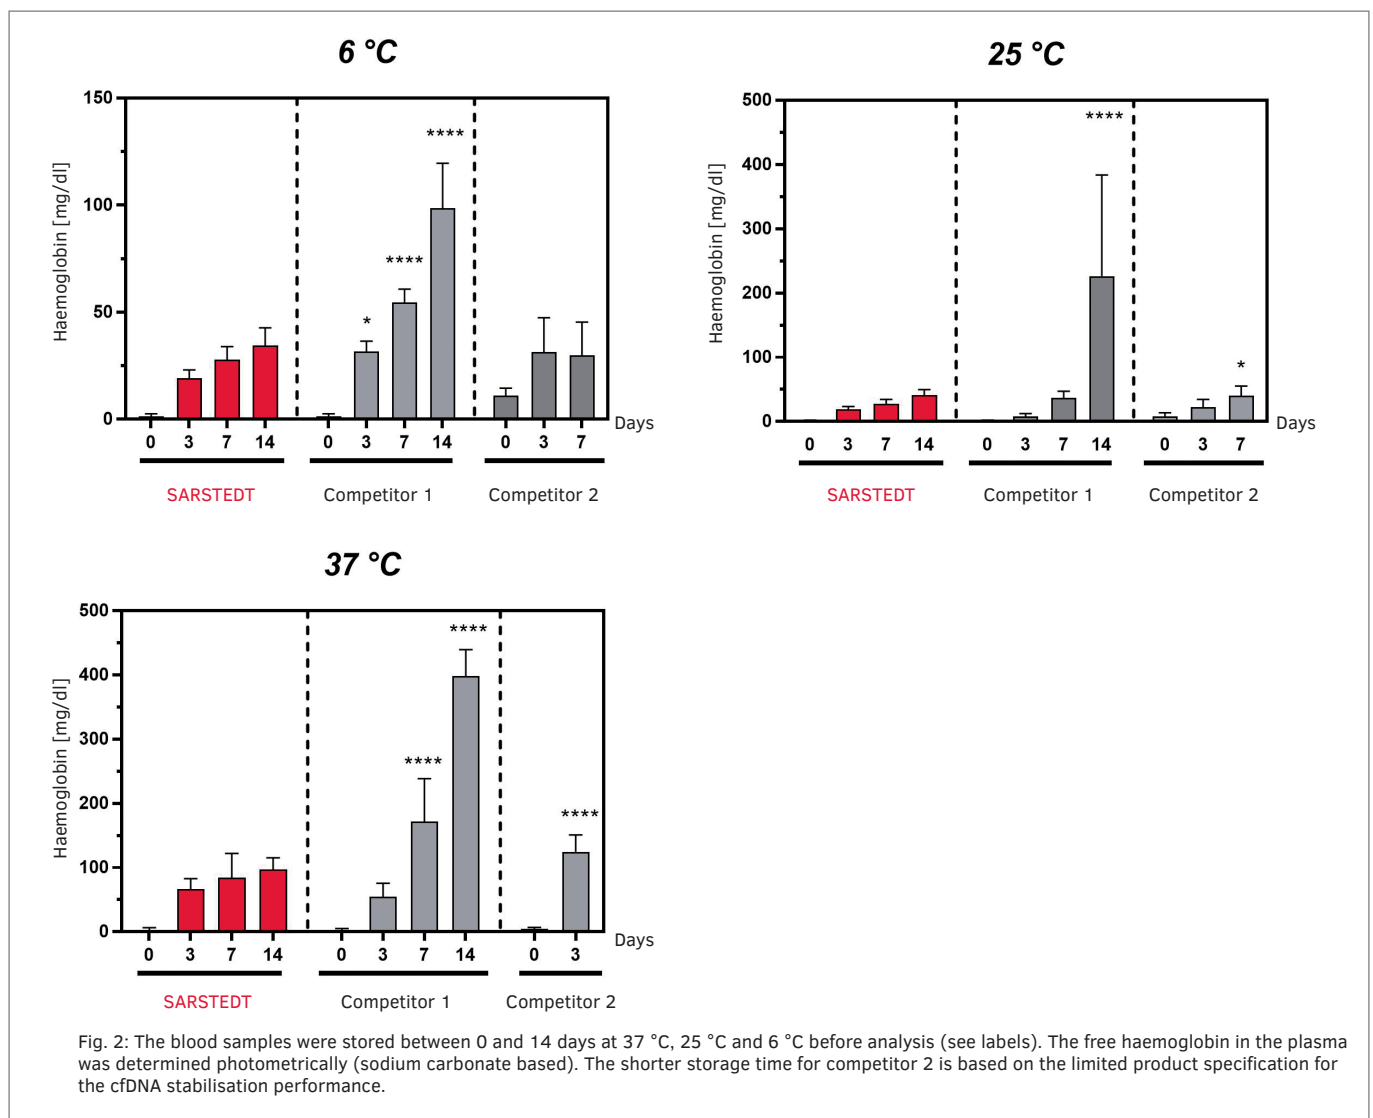 6 °C
150
100
50
0
Haemoglobin [mg/dl]
*
****
****
0 3 7 14 0 3 7 14 0 3 7
Days
SARSTEDT Competitor 1 Competitor 2
25 °C
500
400
300
200
100
0
Haemoglobin [mg/dl]
****
*
0 3 7 14 0 3 7 14 0 3 7
Days
SARSTEDT Competitor 1 Competitor 2
37 °C
500
400
300
200
100
0
Haemoglobin [mg/dl]
****
****
****
0 3 7 14 0 3 7 14 0 3
Days
SARSTEDT Competitor 1 Competitor 2
Fig. 2: The blood samples were stored between 0 and 14 days at 37 °C, 25 °C and 6 °C before analysis (see labels). The free haemoglobin in the plasma
was determined photometrically (sodium carbonate based). The shorter storage time for competitor 2 is based on the limited product specification for
the cfDNA stabilisation performance.